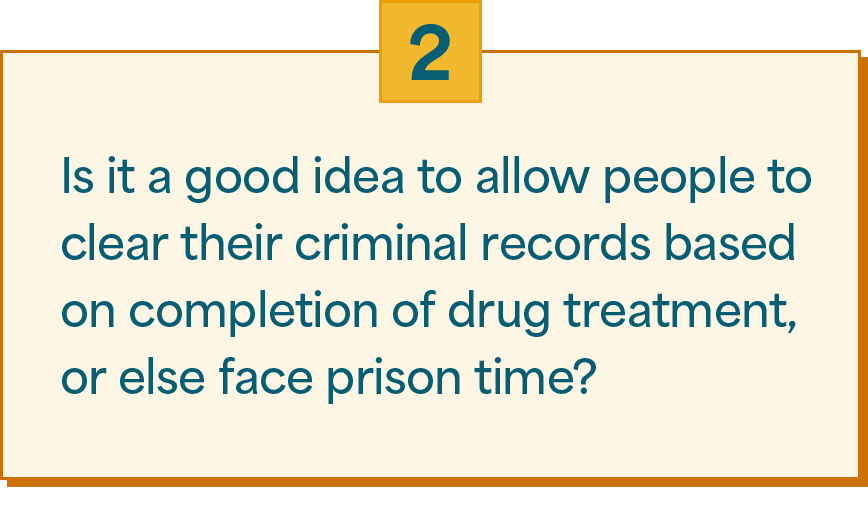 2
Is it a good idea to allow people to
clear their criminal records based
on completion of drug treatment,
or else face prison time?